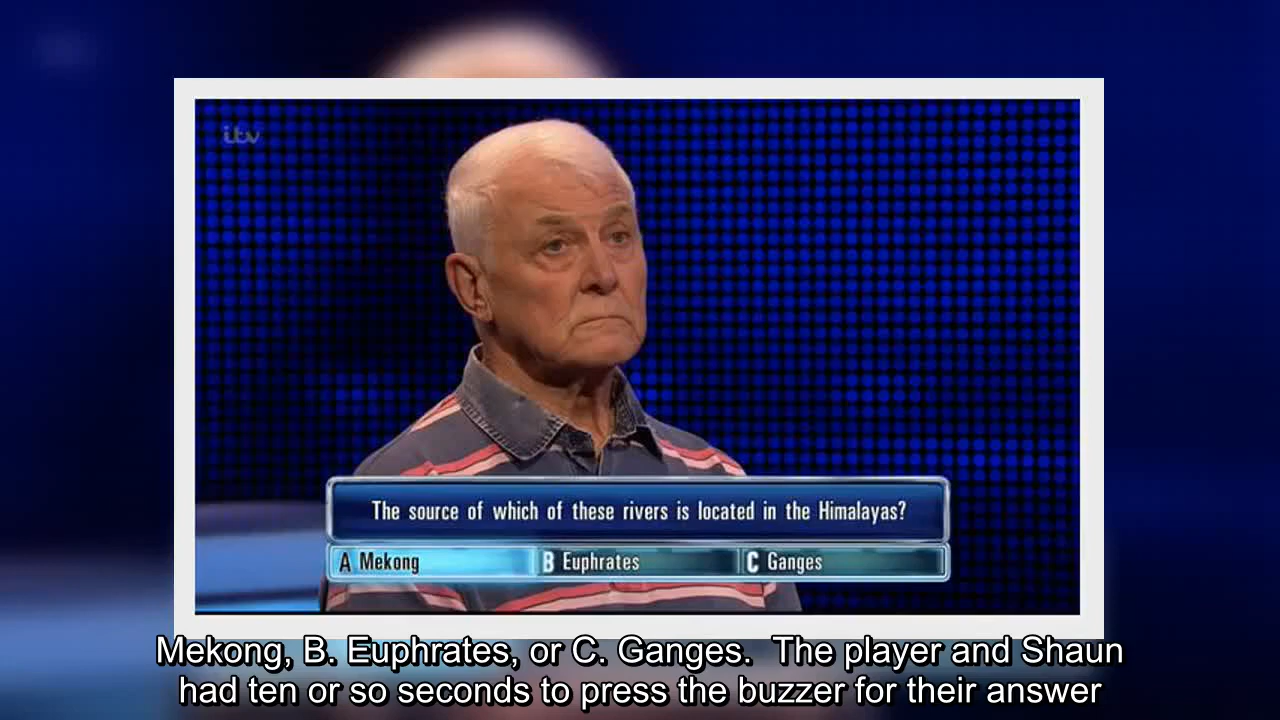 itv
The source of which of these rivers is located in the Himalayas?
A Mekong B Euphrates C Ganges
Mekong, B. Euphrates, or C. Ganges. The player and Shaun
had ten or so seconds to press the buzzer for their answer